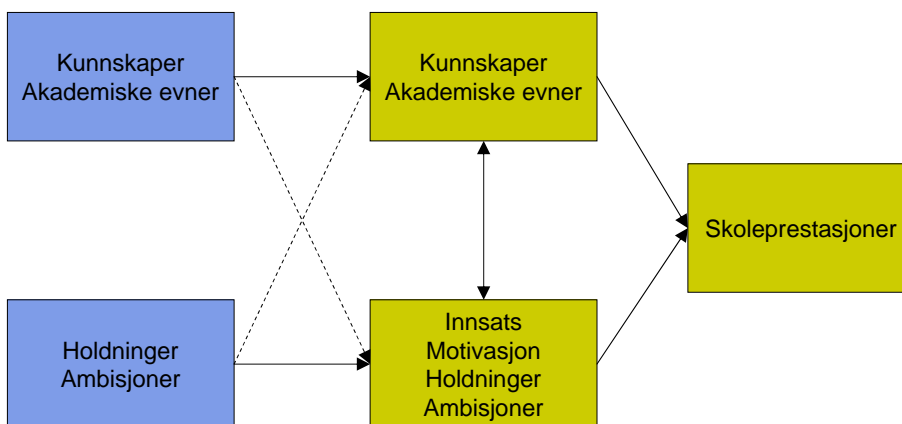 Kunnskaper
Akademiske evner
Kunnskaper
Akademiske evner
Skoleprestasjoner
Holdninger
Ambisjoner
Innsats
Motivasjon
Holdninger
Ambisjoner